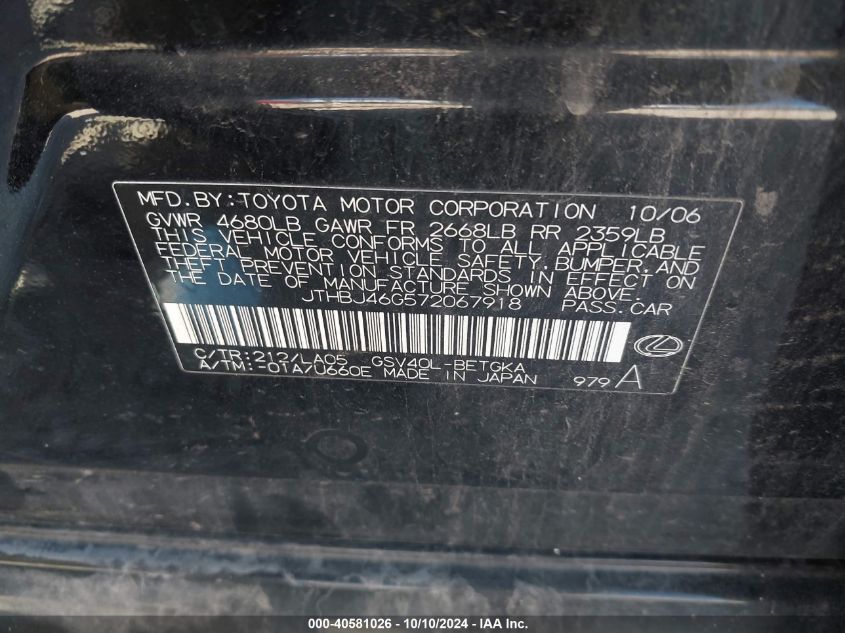 MFD.BY:TOYOTA MOTOR CORPORATION 10/06
GVWR 4680LB GAWR FR 2668LB RR 2359LB
THIS VEHICLE CONFORMS TO ALL APPLICABLE
FEDERAL MOTOR VEHICLE SAFETY,BUMPER,AND
THEFT PREVENTION STANDARDS IN EFFECT ON
THE DATE OF MANUFACTURE SHOWN ABOVE.
JTHBJ46G572067918 PASS.CAR
C/TR:212/LA05 GSV40L-BETGKA
A/TM:-01A/U660E MADE IN JAPAN 979 A
000-40581026 - 10/10/2024 - IAA Inc.